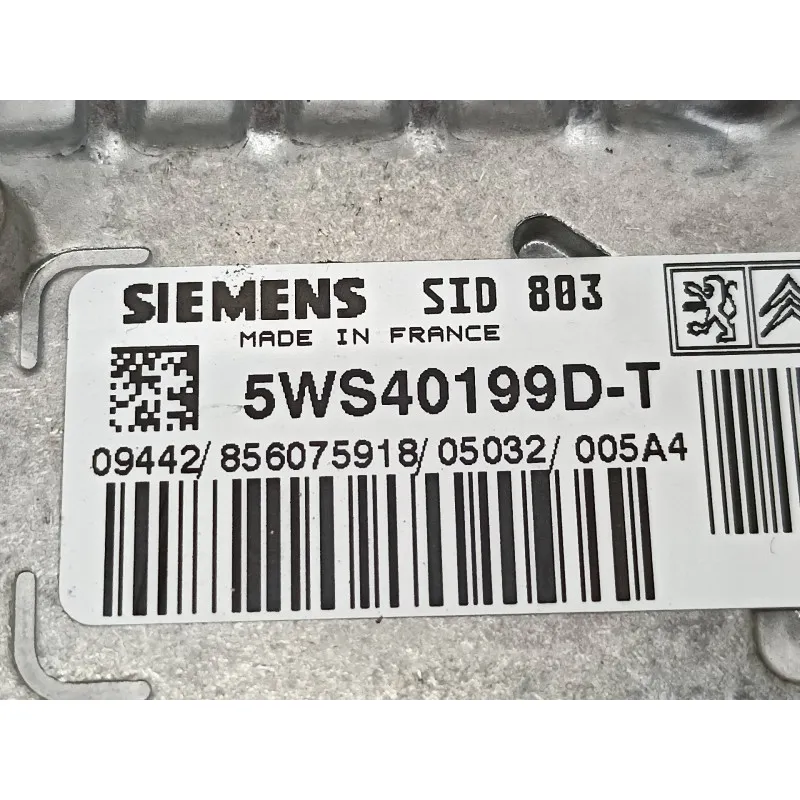 SIEMENS SID 803
MADE IN FRANCE
5WS40199D-T
09442/856075918/05032/005A4